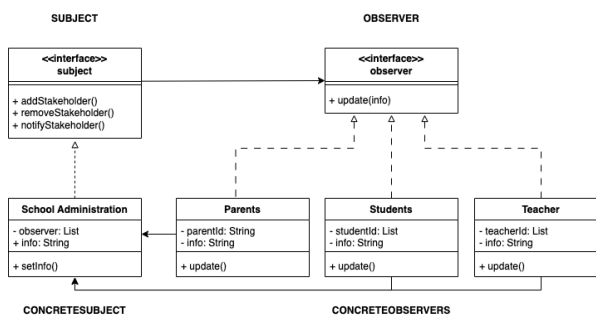 SUBJECT
OBSERVER
<<interface>>
subject
+ addStakeholder()
+ removeStakeholder()
+ notifyStakeholder()
<<interface>>
observer
+ update(info)
School Administration
- observer: List
+ info: String
+ setInfo()
Parents
- parentId: String
- info: String
+ update()
Students
- studentId: List
- info: String
+ update()
Teacher
- teacherId: List
- info: String
+ update()
CONCRETESUBJECT
CONCRETEOBSERVERS